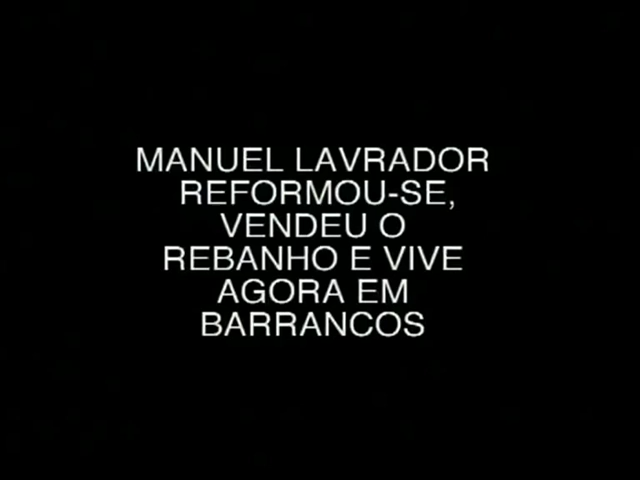 MANUEL LAVRADOR
REFORMOU-SE,
VENDEU O
REBANHO E VIVE
AGORA EM
BARRANCOS